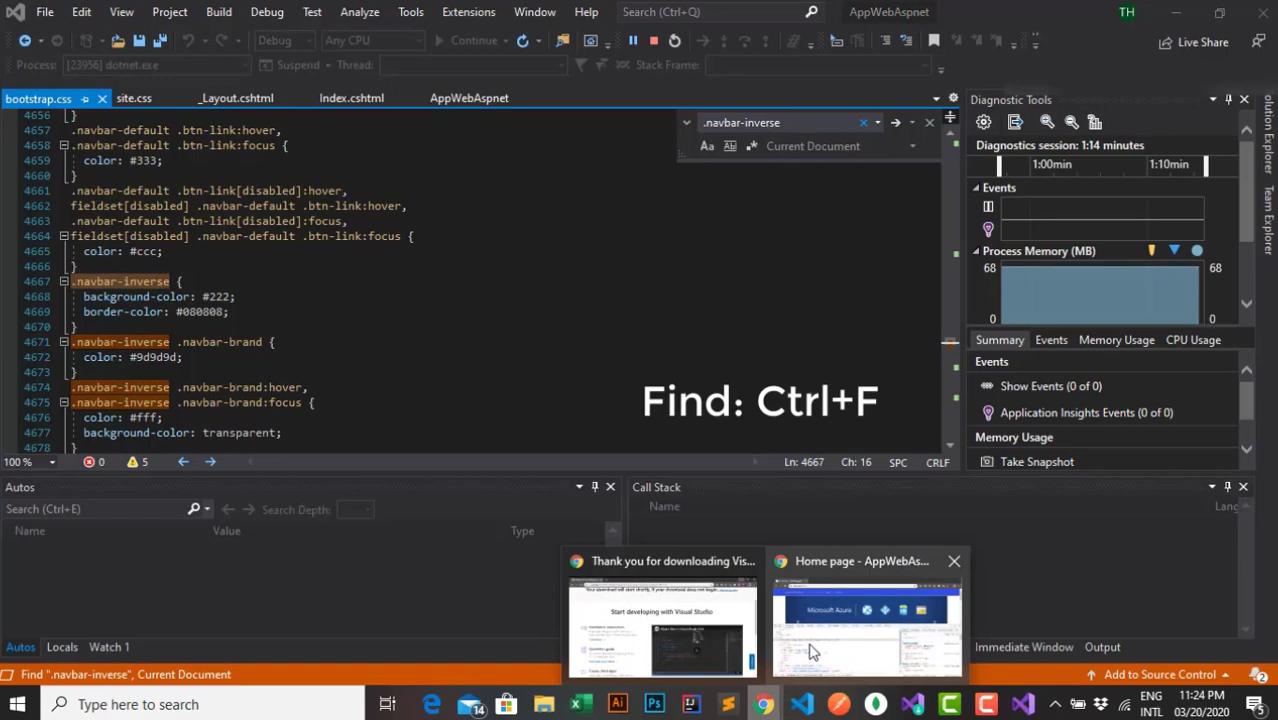 File Edit View Project Build Debug Test Analyze Tools Extensions Window Help Search (Ctrl+Q) AppWebAspnet TH
Debug Any CPU Continue Live Share
Process: [23956] dotnet.exe Suspend Thread: Stack Frame:
bootstrap.css site.css _Layout.cshtml Index.cshtml AppWebAspnet
.navbar-inverse
Aa Current Document
4656 }
4657 .navbar-default .btn-link:hover,
4658 .navbar-default .btn-link:focus {
4659 color: #333;
4660 }
4661 .navbar-default .btn-link[disabled]:hover,
4662 fieldset[disabled] .navbar-default .btn-link:hover,
4663 .navbar-default .btn-link[disabled]:focus,
4664 fieldset[disabled] .navbar-default .btn-link:focus {
4665 color: #ccc;
4666 }
4667 .navbar-inverse {
4668 background-color: #222;
4669 border-color: #080808;
4670 }
4671 .navbar-inverse .navbar-brand {
4672 color: #9d9d9d;
4673 }
4674 .navbar-inverse .navbar-brand:hover,
4675 .navbar-inverse .navbar-brand:focus {
4676 color: #fff;
4677 background-color: transparent;
4678 }
Find: Ctrl+F
100 % 0 5 Ln: 4667 Ch: 16 SPC CRLF
Diagnostic Tools
Diagnostics session: 1:14 minutes
1:00min 1:10min
Events
Process Memory (MB)
68 68
0 0
Summary Events Memory Usage CPU Usage
Events
Show Events (0 of 0)
Application Insights Events (0 of 0)
Memory Usage
Take Snapshot
olution Explorer
Team Explorer
Autos
Search (Ctrl+E) Search Depth:
Name Value Type
Call Stack
Name Lang
Thank you for downloading Vis...
Start developing with Visual Studio
Home page - AppWebAs...
Microsoft Azure
Autos Locals Watch 1 Immediate Window Output
Find ".navbar-inverse", Current Document Add to Source Control 2
Type here to search 14 Ai Ps ENG INTL 11:24 PM 03/20/2020 5